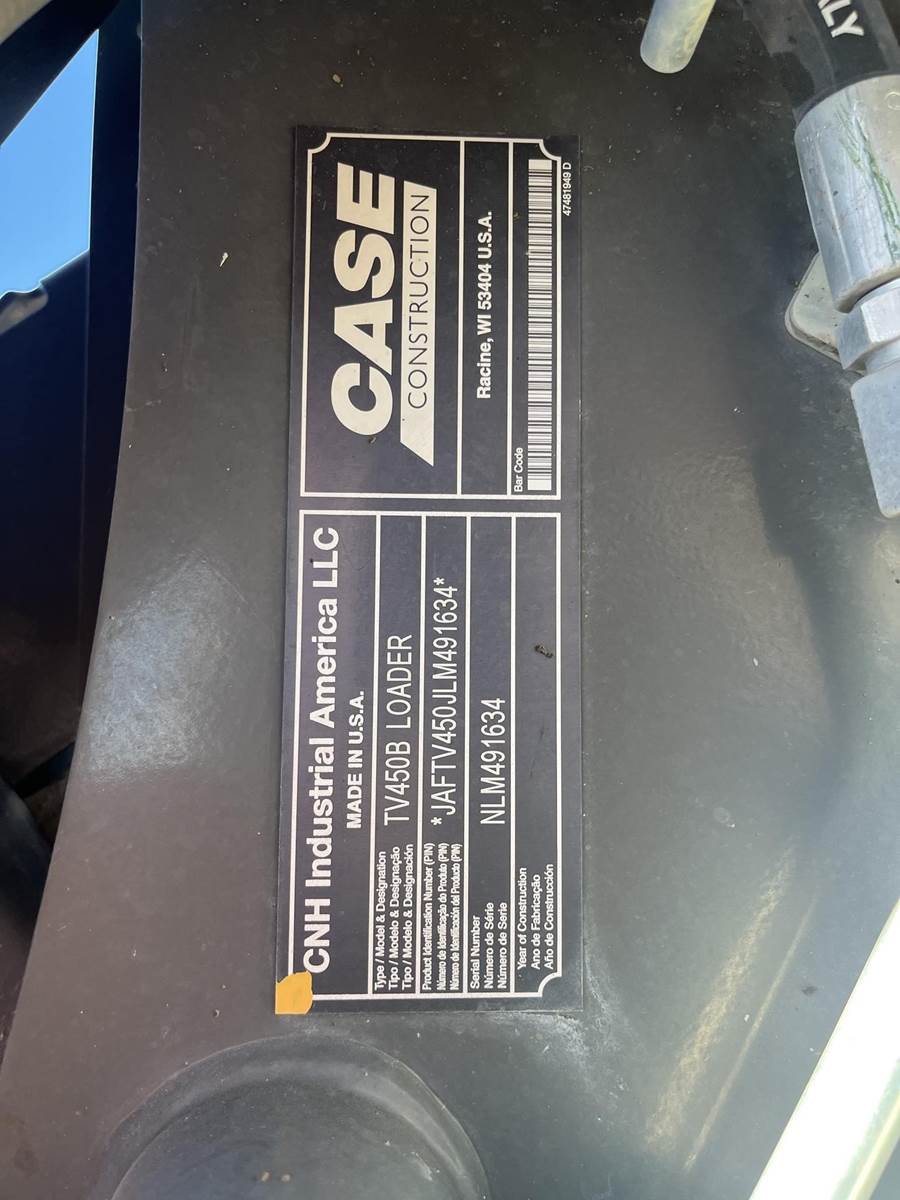 CNH Industrial America LLC
MADE IN U.S.A.
Type / Model & Designation
Tipo / Modelo & Designação
Tipo / Modelo & Designación
TV450B LOADER
Product Identification Number (PIN)
Número de Identificação do Produto (PIN)
Número de Identificación del Producto (PIN)
*JAFTV450JLM491634*
Serial Number
Número de Série
Número de Serie
NLM491634
Year of Construction
Ano de Fabricação
Año de Construcción
CASE
CONSTRUCTION
Racine, WI 53404 U.S.A.
Bar Code
47481949 D